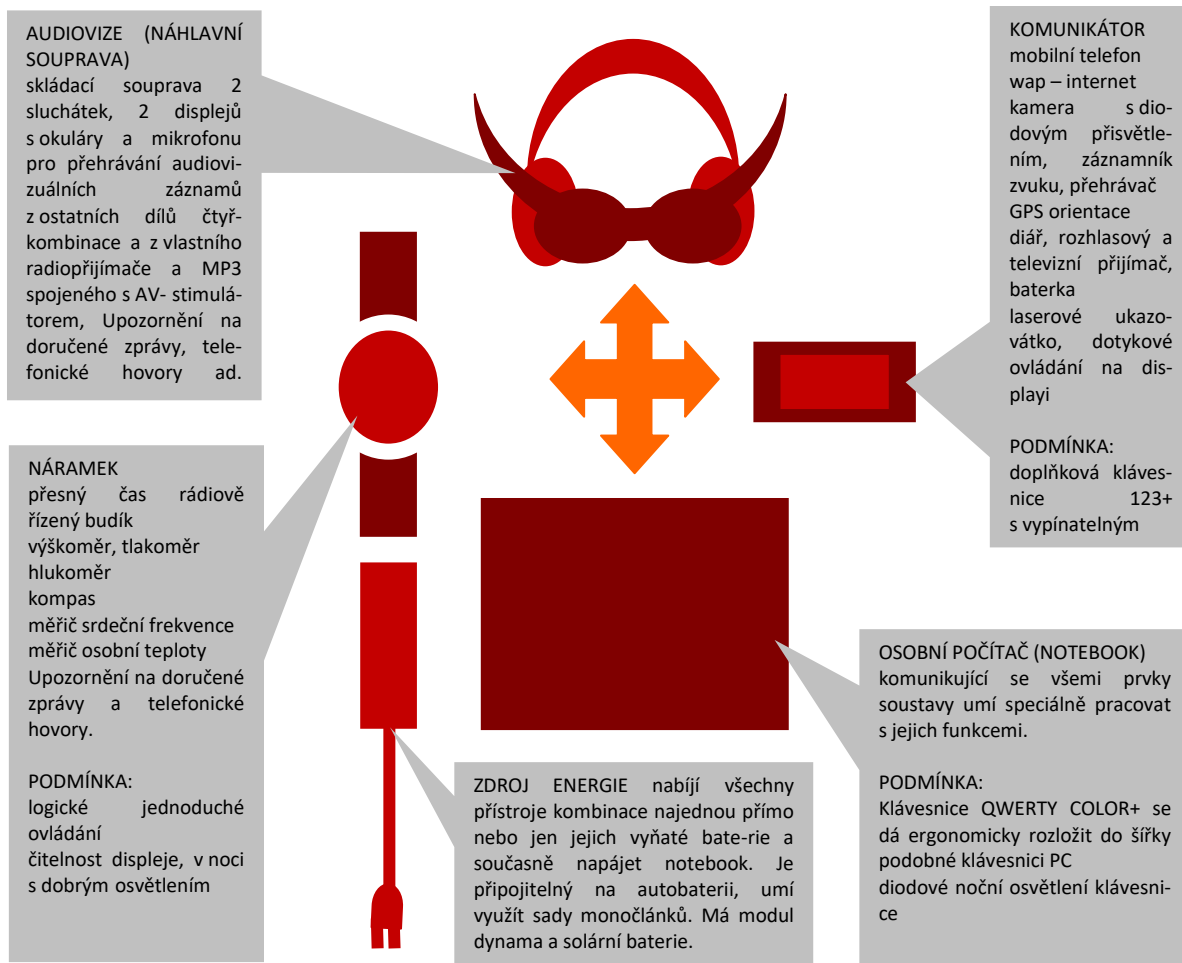 AUDIOVIZE (NÁHLAVNÍ
SOUPRAVA)
skládací souprava 2
sluchátek, 2 displejů
s okuláry a mikrofonu
pro přehrávání audiovi-
zuálních záznamů
z ostatních dílů čtyř-
kombinace a z vlastního
radiopřijímače a MP3
spojeného s AV- stimulá-
torem, Upozornění na
doručené zprávy, tele-
fonické hovory ad.
KOMUNIKÁTOR
mobilní telefon
wap – internet
kamera s dio-
dovým přisvětle-
ním, záznamník
zvuku, přehrávač
GPS orientace
diář, rozhlasový a
televizní přijímač,
baterka
laserové ukazo-
vátko, dotykové
ovládání na dis-
playi
PODMÍNKA:
doplňková kláves-
nice 123+
s vypínatelným
NÁRAMEK
přesný čas rádiově
řízený budík
výškoměr, tlakoměr
hlukoměr
kompas
měřič srdeční frekvence
měřič osobní teploty
Upozornění na doručené
zprávy a telefonické
hovory.
PODMÍNKA:
logické jednoduché
ovládání
čitelnost displeje, v noci
s dobrým osvětlením
ZDROJ ENERGIE nabíjí všechny
přístroje kombinace najednou přímo
nebo jen jejich vyňaté bate-rie a
současně napájet notebook. Je
připojitelný na autobaterii, umí
využít sady monočlánků. Má modul
dynama a solární baterie.
OSOBNÍ POČÍTAČ (NOTEBOOK)
komunikující se všemi prvky
soustavy umí speciálně pracovat
s jejich funkcemi.
PODMÍNKA:
Klávesnice QWERTY COLOR+ se
dá ergonomicky rozložit do šířky
podobné klávesnici PC
diodové noční osvětlení klávesni-
ce